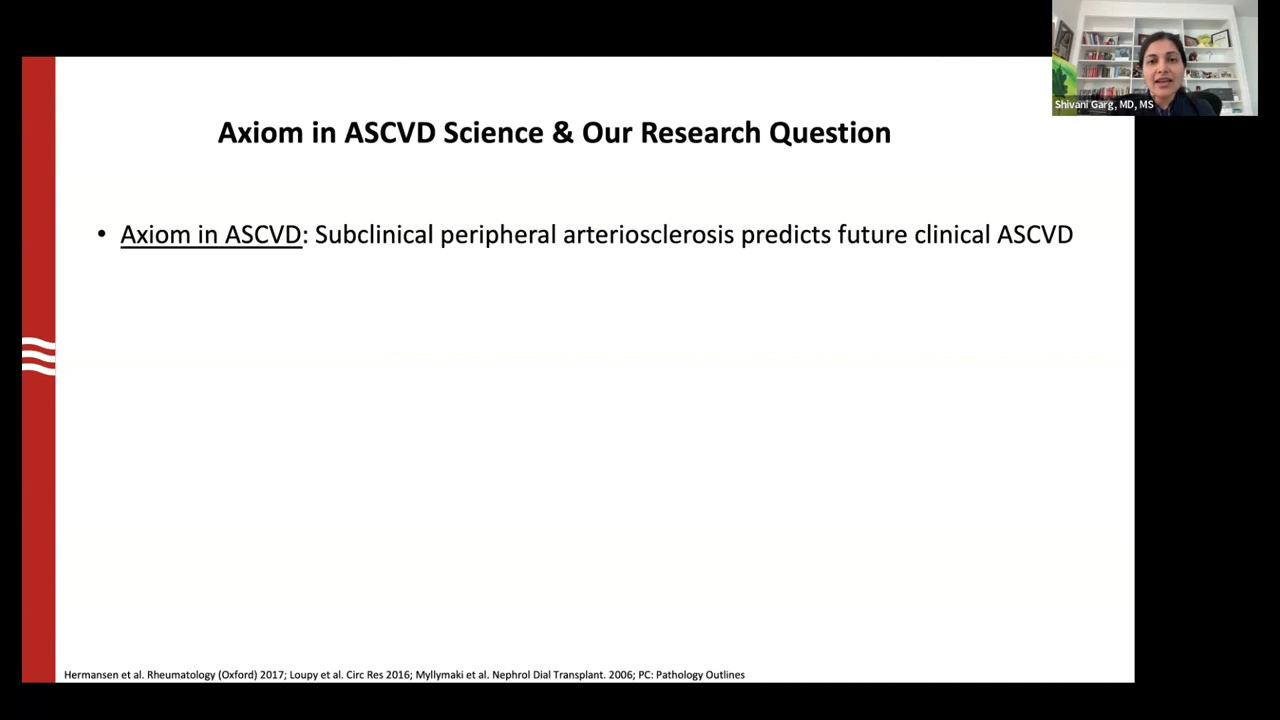 Shivani Garg, MD, MS
Axiom in ASCVD Science & Our Research Question
• Axiom in ASCVD: Subclinical peripheral arteriosclerosis predicts future clinical ASCVD
Hermansen et al. Rheumatology (Oxford) 2017; Loupy et al. Circ Res 2016; Myllymaki et al. Nephrol Dial Transplant. 2006; PC: Pathology Outlines